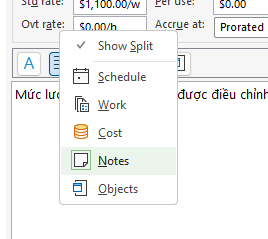 Std rate: $1,100.00/w Per use: $0.00
Ovt rate: $0.00/h Accrue at: Prorated
A
Show Split
Schedule
Mức được điều chỉnh
Work
Cost
Notes
Objects